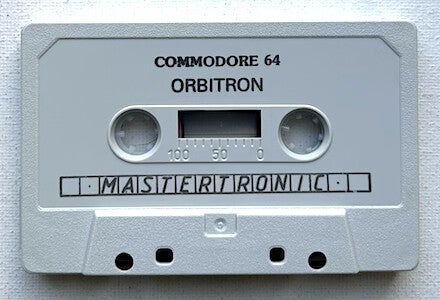 COMMODORE 64
ORBITRON
100 50 0
MASTERTRONIC